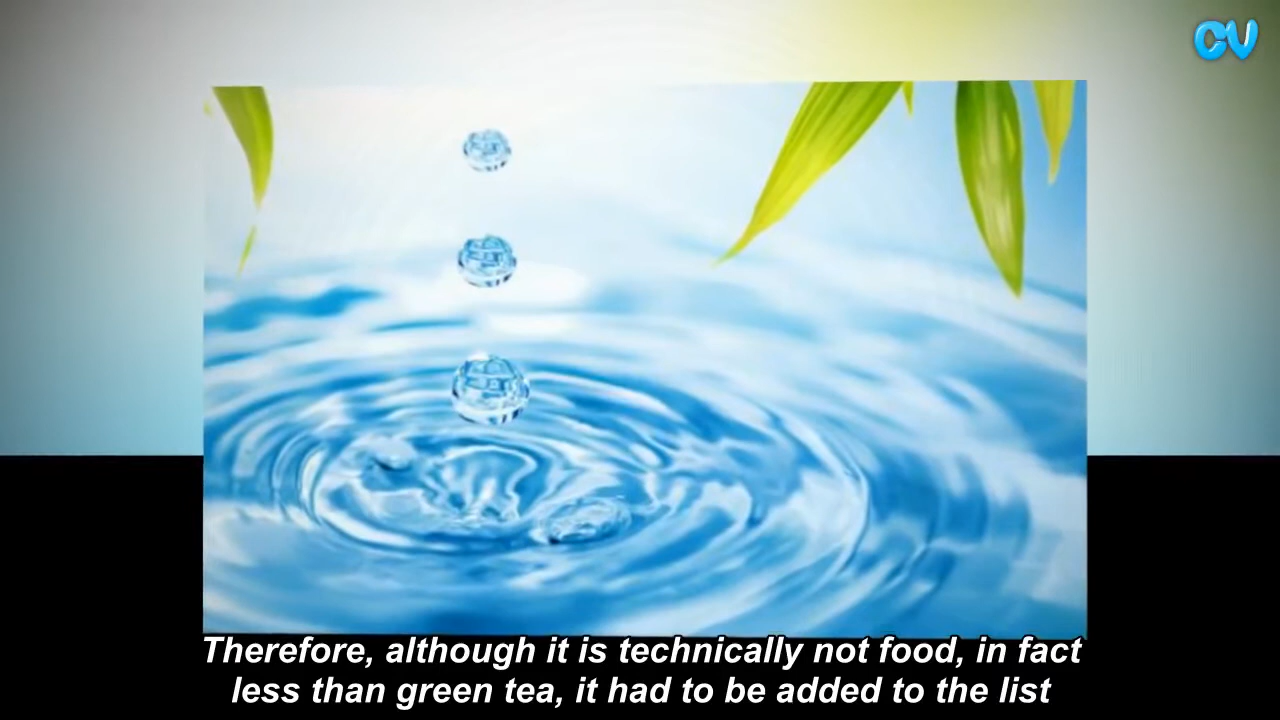 CV
Therefore, although it is technically not food, in fact
less than green tea, it had to be added to the list